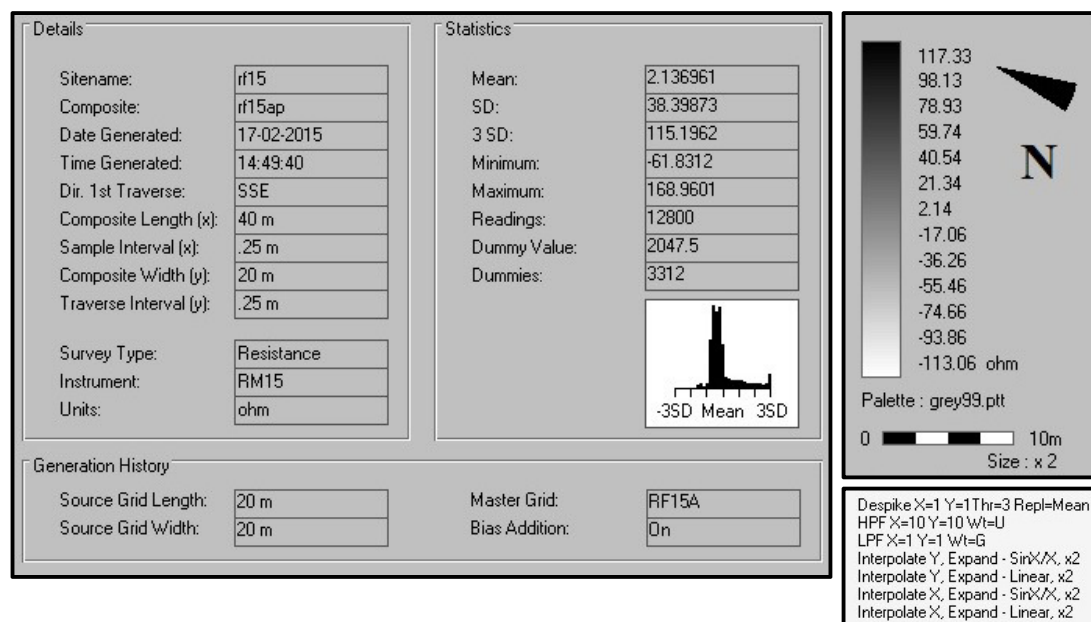 Details
Sitename: rf15
Composite: rf15ap
Date Generated: 17-02-2015
Time Generated: 14:49:40
Dir. 1st Traverse: SSE
Composite Length (x): 40 m
Sample Interval (x): .25 m
Composite Width (y): 20 m
Traverse Interval (y): .25 m
Survey Type: Resistance
Instrument: RM15
Units: ohm
Statistics
Mean: 2.136961
SD: 38.39873
3 SD: 115.1962
Minimum: -61.8312
Maximum: 168.9601
Readings: 12800
Dummy Value: 2047.5
Dummies: 3312
-3SD Mean 3SD
Generation History
Source Grid Length: 20 m
Source Grid Width: 20 m
Master Grid: RF15A
Bias Addition: On
117.33
98.13
78.93
59.74
40.54
21.34
2.14
-17.06
-36.26
-55.46
-74.66
-93.86
-113.06 ohm
N
Palette : grey99.ptt
0 10m
Size : x 2
Despike X=1 Y=1Thr=3 Repl=Mean
HPF X=10 Y=10 Wt=U
LPF X=1 Y=1 Wt=G
Interpolate Y, Expand - SinX/X, x2
Interpolate Y, Expand - Linear, x2
Interpolate X, Expand - SinX/X, x2
Interpolate X, Expand - Linear, x2